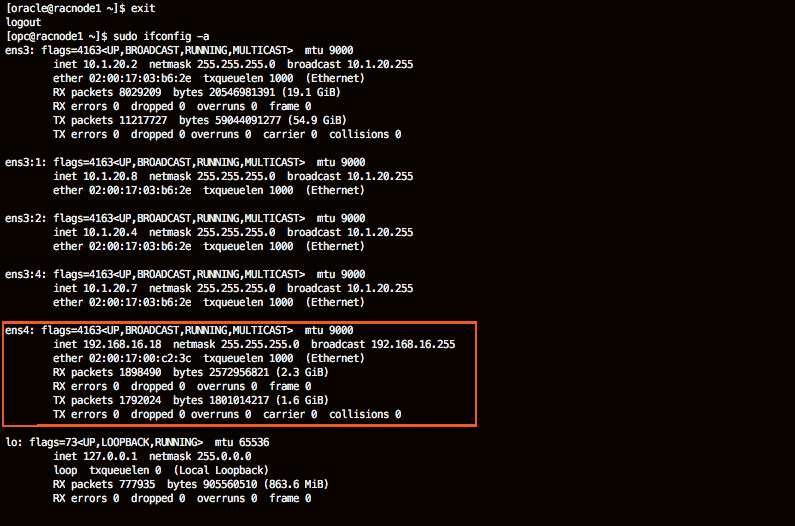 [oracle@racnode1 ~]$ exit
logout
[opc@racnode1 ~]$ sudo ifconfig -a
ens3: flags=4163<UP,BROADCAST,RUNNING,MULTICAST>  mtu 9000
        inet 10.1.20.2  netmask 255.255.255.0  broadcast 10.1.20.255
        ether 02:00:17:03:b6:2e  txqueuelen 1000  (Ethernet)
        RX packets 8029209  bytes 20546981391 (19.1 GiB)
        RX errors 0  dropped 0  overruns 0  frame 0
        TX packets 11217727  bytes 59044091277 (54.9 GiB)
        TX errors 0  dropped 0 overruns 0  carrier 0  collisions 0

ens3:1: flags=4163<UP,BROADCAST,RUNNING,MULTICAST>  mtu 9000
        inet 10.1.20.8  netmask 255.255.255.0  broadcast 10.1.20.255
        ether 02:00:17:03:b6:2e  txqueuelen 1000  (Ethernet)

ens3:2: flags=4163<UP,BROADCAST,RUNNING,MULTICAST>  mtu 9000
        inet 10.1.20.4  netmask 255.255.255.0  broadcast 10.1.20.255
        ether 02:00:17:03:b6:2e  txqueuelen 1000  (Ethernet)

ens3:4: flags=4163<UP,BROADCAST,RUNNING,MULTICAST>  mtu 9000
        inet 10.1.20.7  netmask 255.255.255.0  broadcast 10.1.20.255
        ether 02:00:17:03:b6:2e  txqueuelen 1000  (Ethernet)

ens4: flags=4163<UP,BROADCAST,RUNNING,MULTICAST>  mtu 9000
        inet 192.168.16.18  netmask 255.255.255.0  broadcast 192.168.16.255
        ether 02:00:17:00:c2:3c  txqueuelen 1000  (Ethernet)
        RX packets 1898490  bytes 2572956821 (2.3 GiB)
        RX errors 0  dropped 0  overruns 0  frame 0
        TX packets 1792024  bytes 1801014217 (1.6 GiB)
        TX errors 0  dropped 0 overruns 0  carrier 0  collisions 0

lo: flags=73<UP,LOOPBACK,RUNNING>  mtu 65536
        inet 127.0.0.1  netmask 255.0.0.0
        loop  txqueuelen 0  (Local Loopback)
        RX packets 777935  bytes 905560510 (863.6 MiB)
        RX errors 0  dropped 0  overruns 0  frame 0